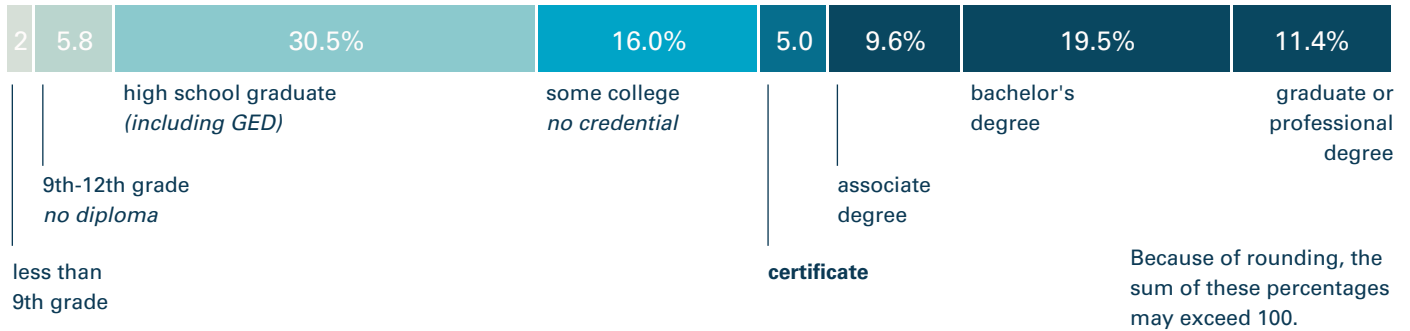 2 5.8 30.5% 16.0% 5.0 9.6% 19.5% 11.4%
high school graduate
(including GED)
some college
no credential
bachelor's
degree
graduate or
professional
degree
9th-12th grade
no diploma
associate
degree
less than
9th grade
certificate
Because of rounding, the
sum of these percentages
may exceed 100.